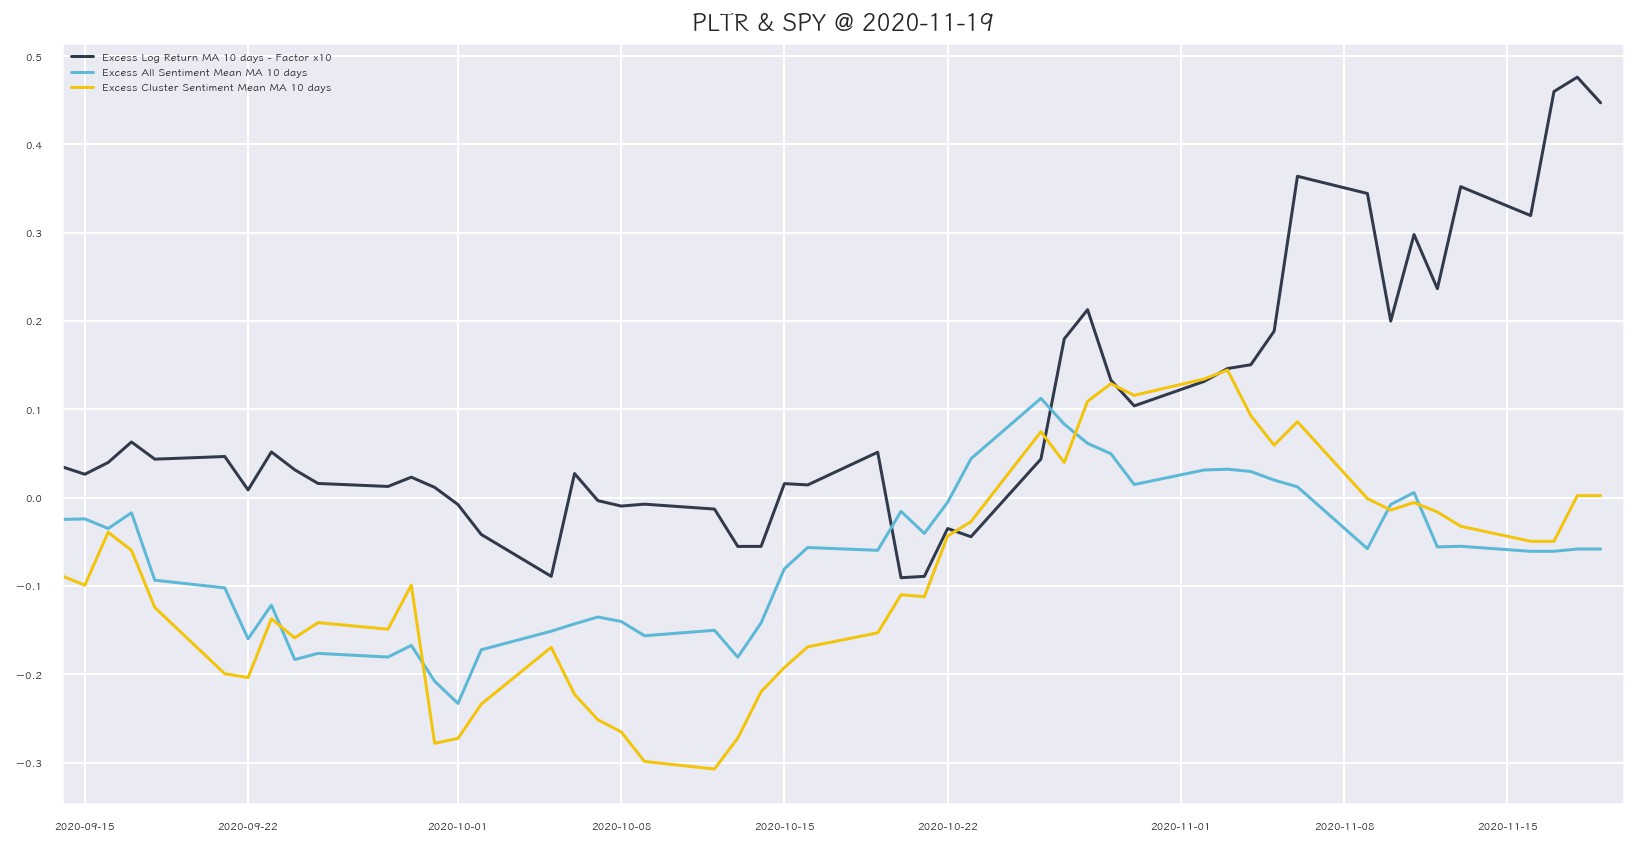 PLTR & SPY @ 2020-11-19
Excess Log Return MA 10 days - Factor x10
Excess All Sentiment Mean MA 10 days
Excess Cluster Sentiment Mean MA 10 days
0.5
0.4
0.3
0.2
0.1
0.0
−0.1
−0.2
−0.3
2020-09-15 2020-09-22 2020-10-01 2020-10-08 2020-10-15 2020-10-22 2020-11-01 2020-11-08 2020-11-15